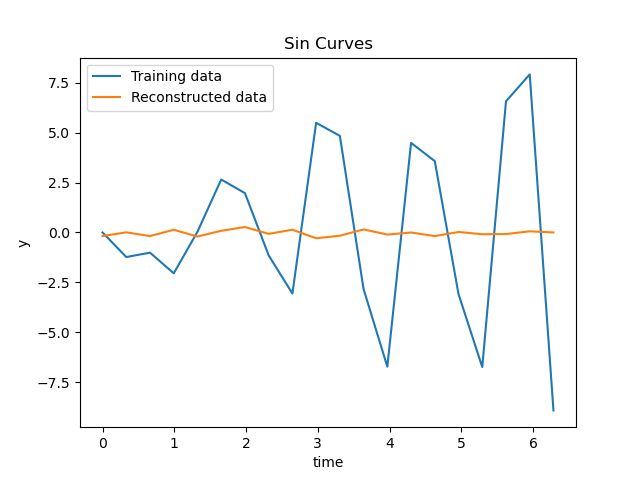 Sin Curves
Training data
Reconstructed data
7.5
5.0
2.5
0.0
−2.5
−5.0
−7.5
y
0 1 2 3 4 5 6
time